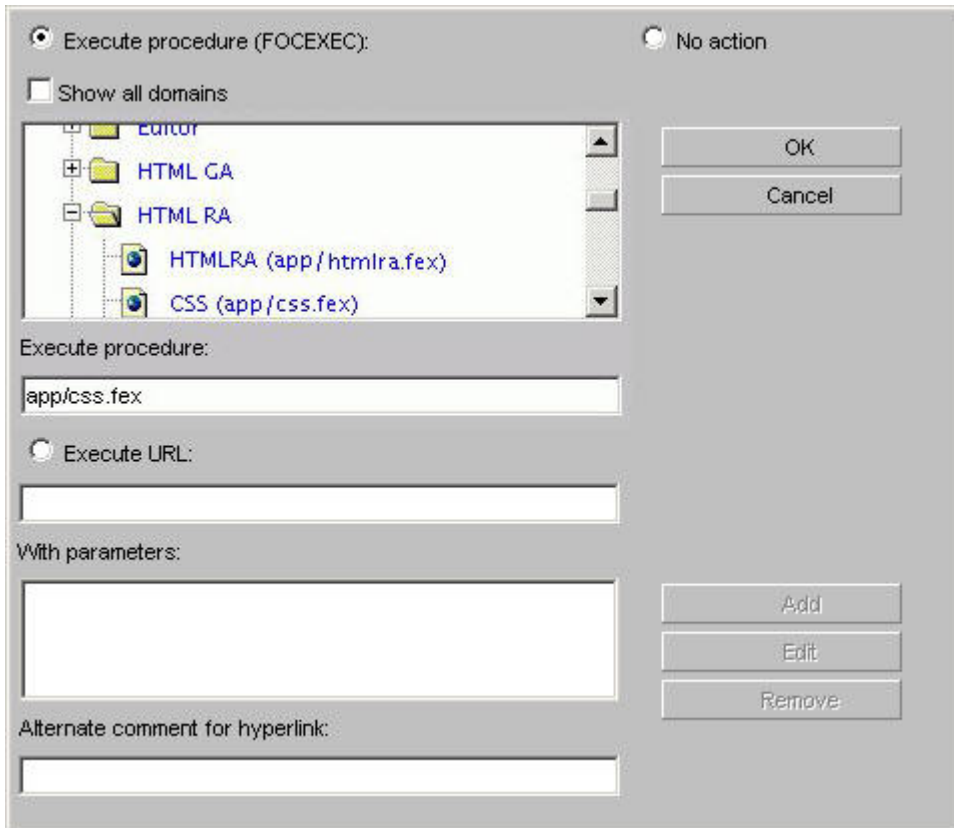 Execute procedure (FOCEXEC):
No action
Show all domains
Editor
HTML GA
HTML RA
HTMLRA (app/htmlra.fex)
CSS (app/css.fex)
OK
Cancel
Execute procedure:
app/css.fex
Execute URL:
With parameters:
Add
Edit
Remove
Alternate comment for hyperlink: